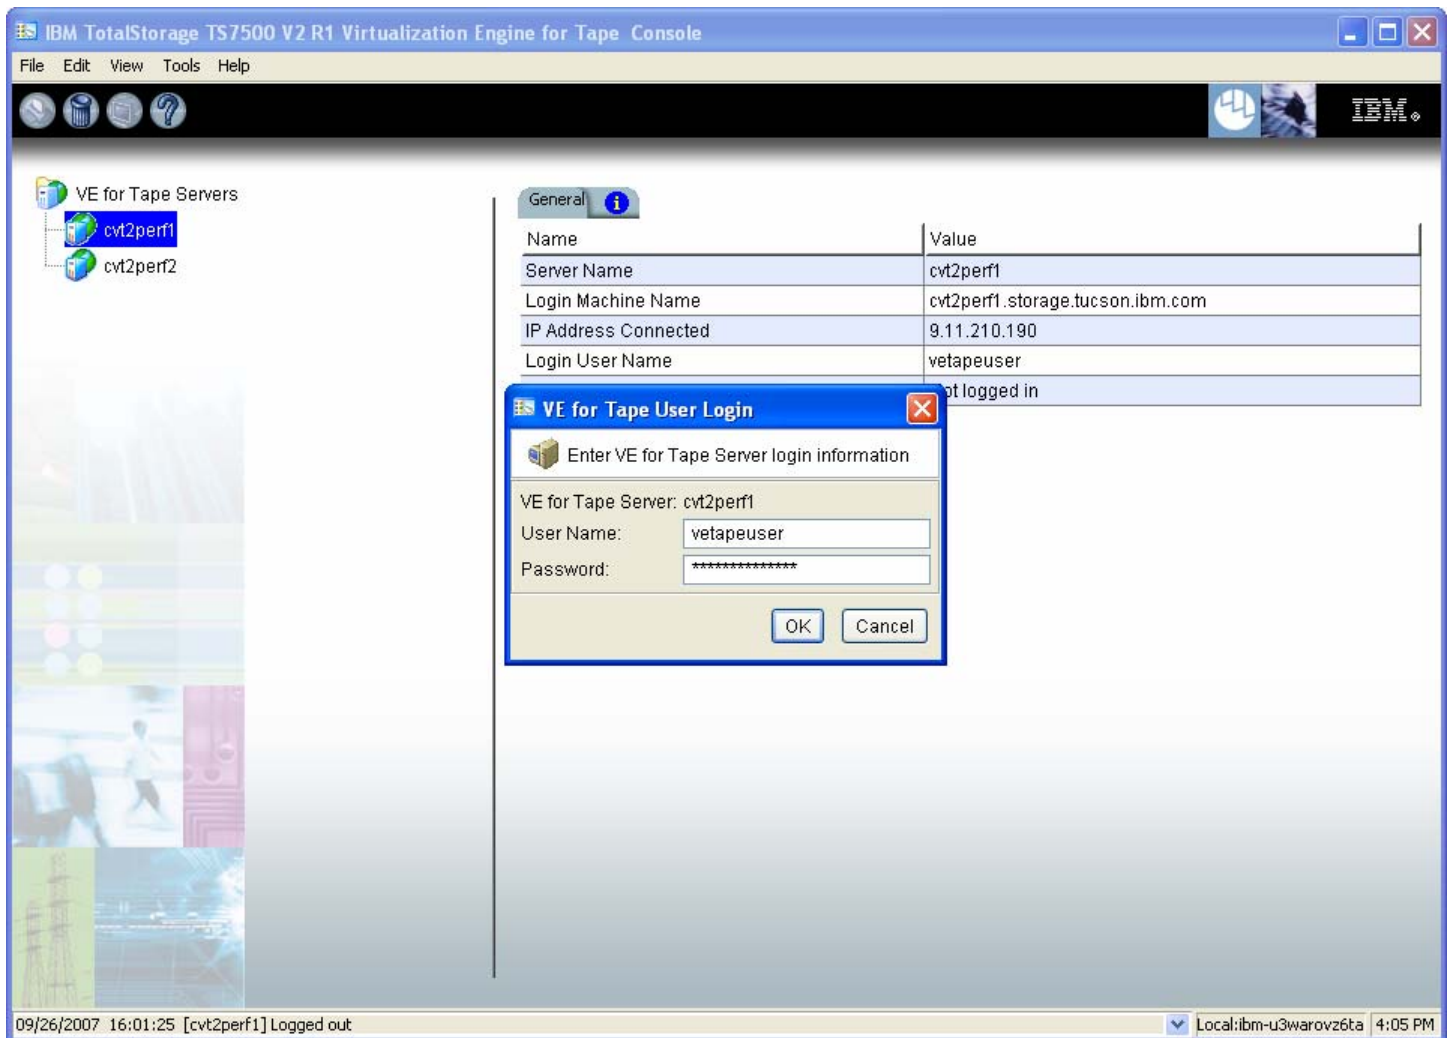 IBM TotalStorage TS7500 V2 R1 Virtualization Engine for Tape Console
File Edit View Tools Help
IBM
VE for Tape Servers
cvt2perf1
cvt2perf2
General
Name Value
Server Name cvt2perf1
Login Machine Name cvt2perf1.storage.tucson.ibm.com
IP Address Connected 9.11.210.190
Login User Name vetapeuser
logged in
VE for Tape User Login
Enter VE for Tape Server login information
VE for Tape Server: cvt2perf1
User Name: vetapeuser
Password: **************
OK Cancel
09/26/2007 16:01:25 [cvt2perf1] Logged out
Local:ibm-u3warovz6ta 4:05 PM